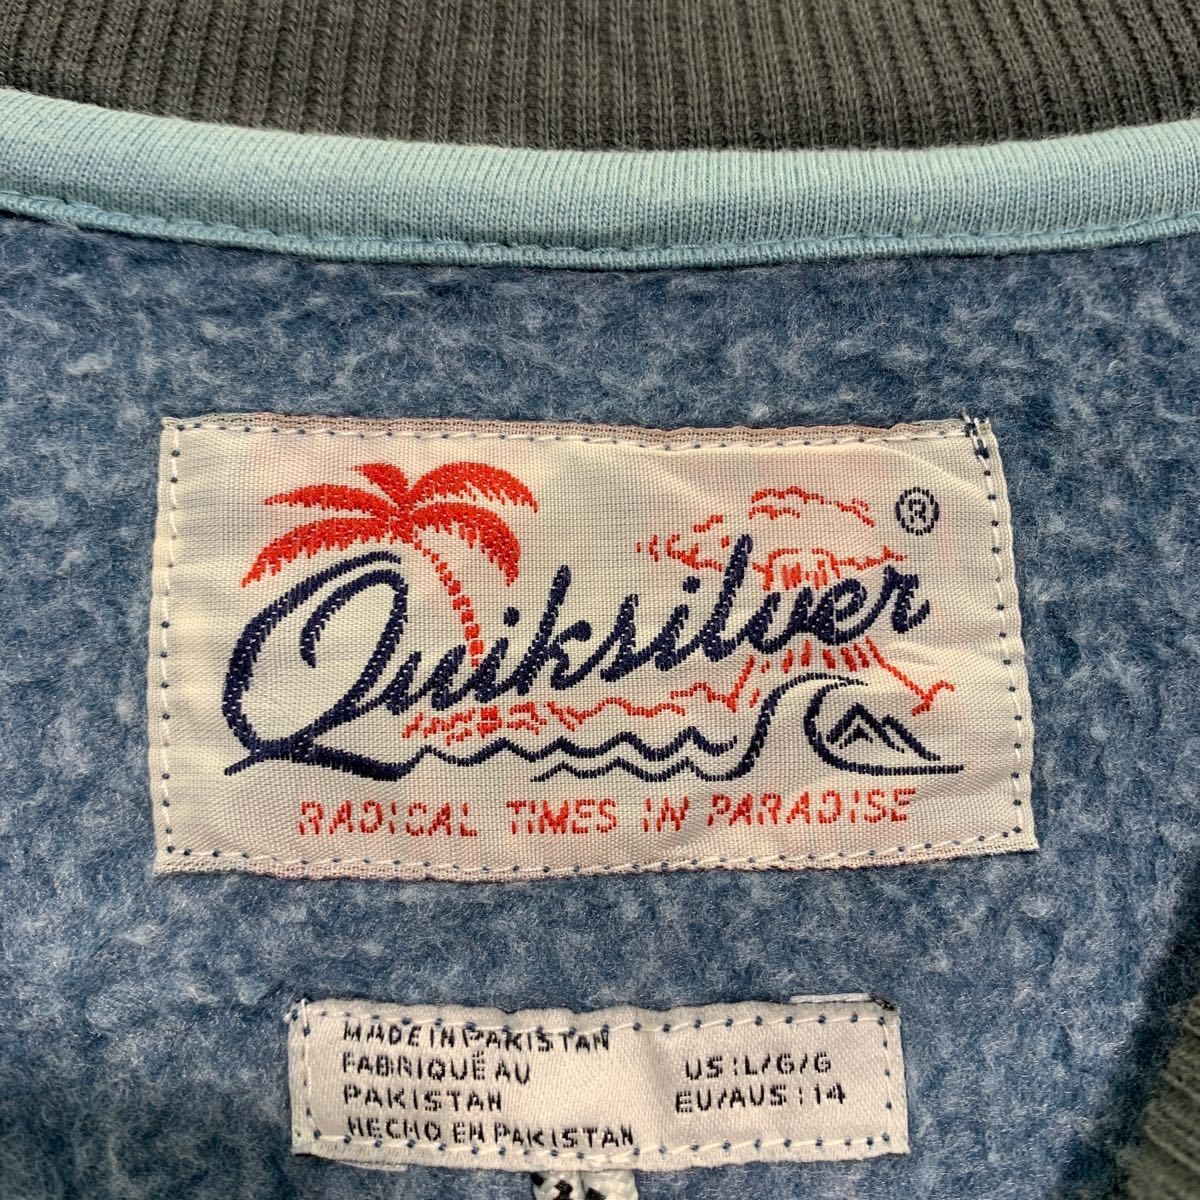 Quiksilver ®
RADICAL TIMES IN PARADISE
MADE IN PAKISTAN
FABRIQUÉ AU
PAKISTAN
HECHO EN PAKISTAN
US : L/G/G
EU/AUS : 14